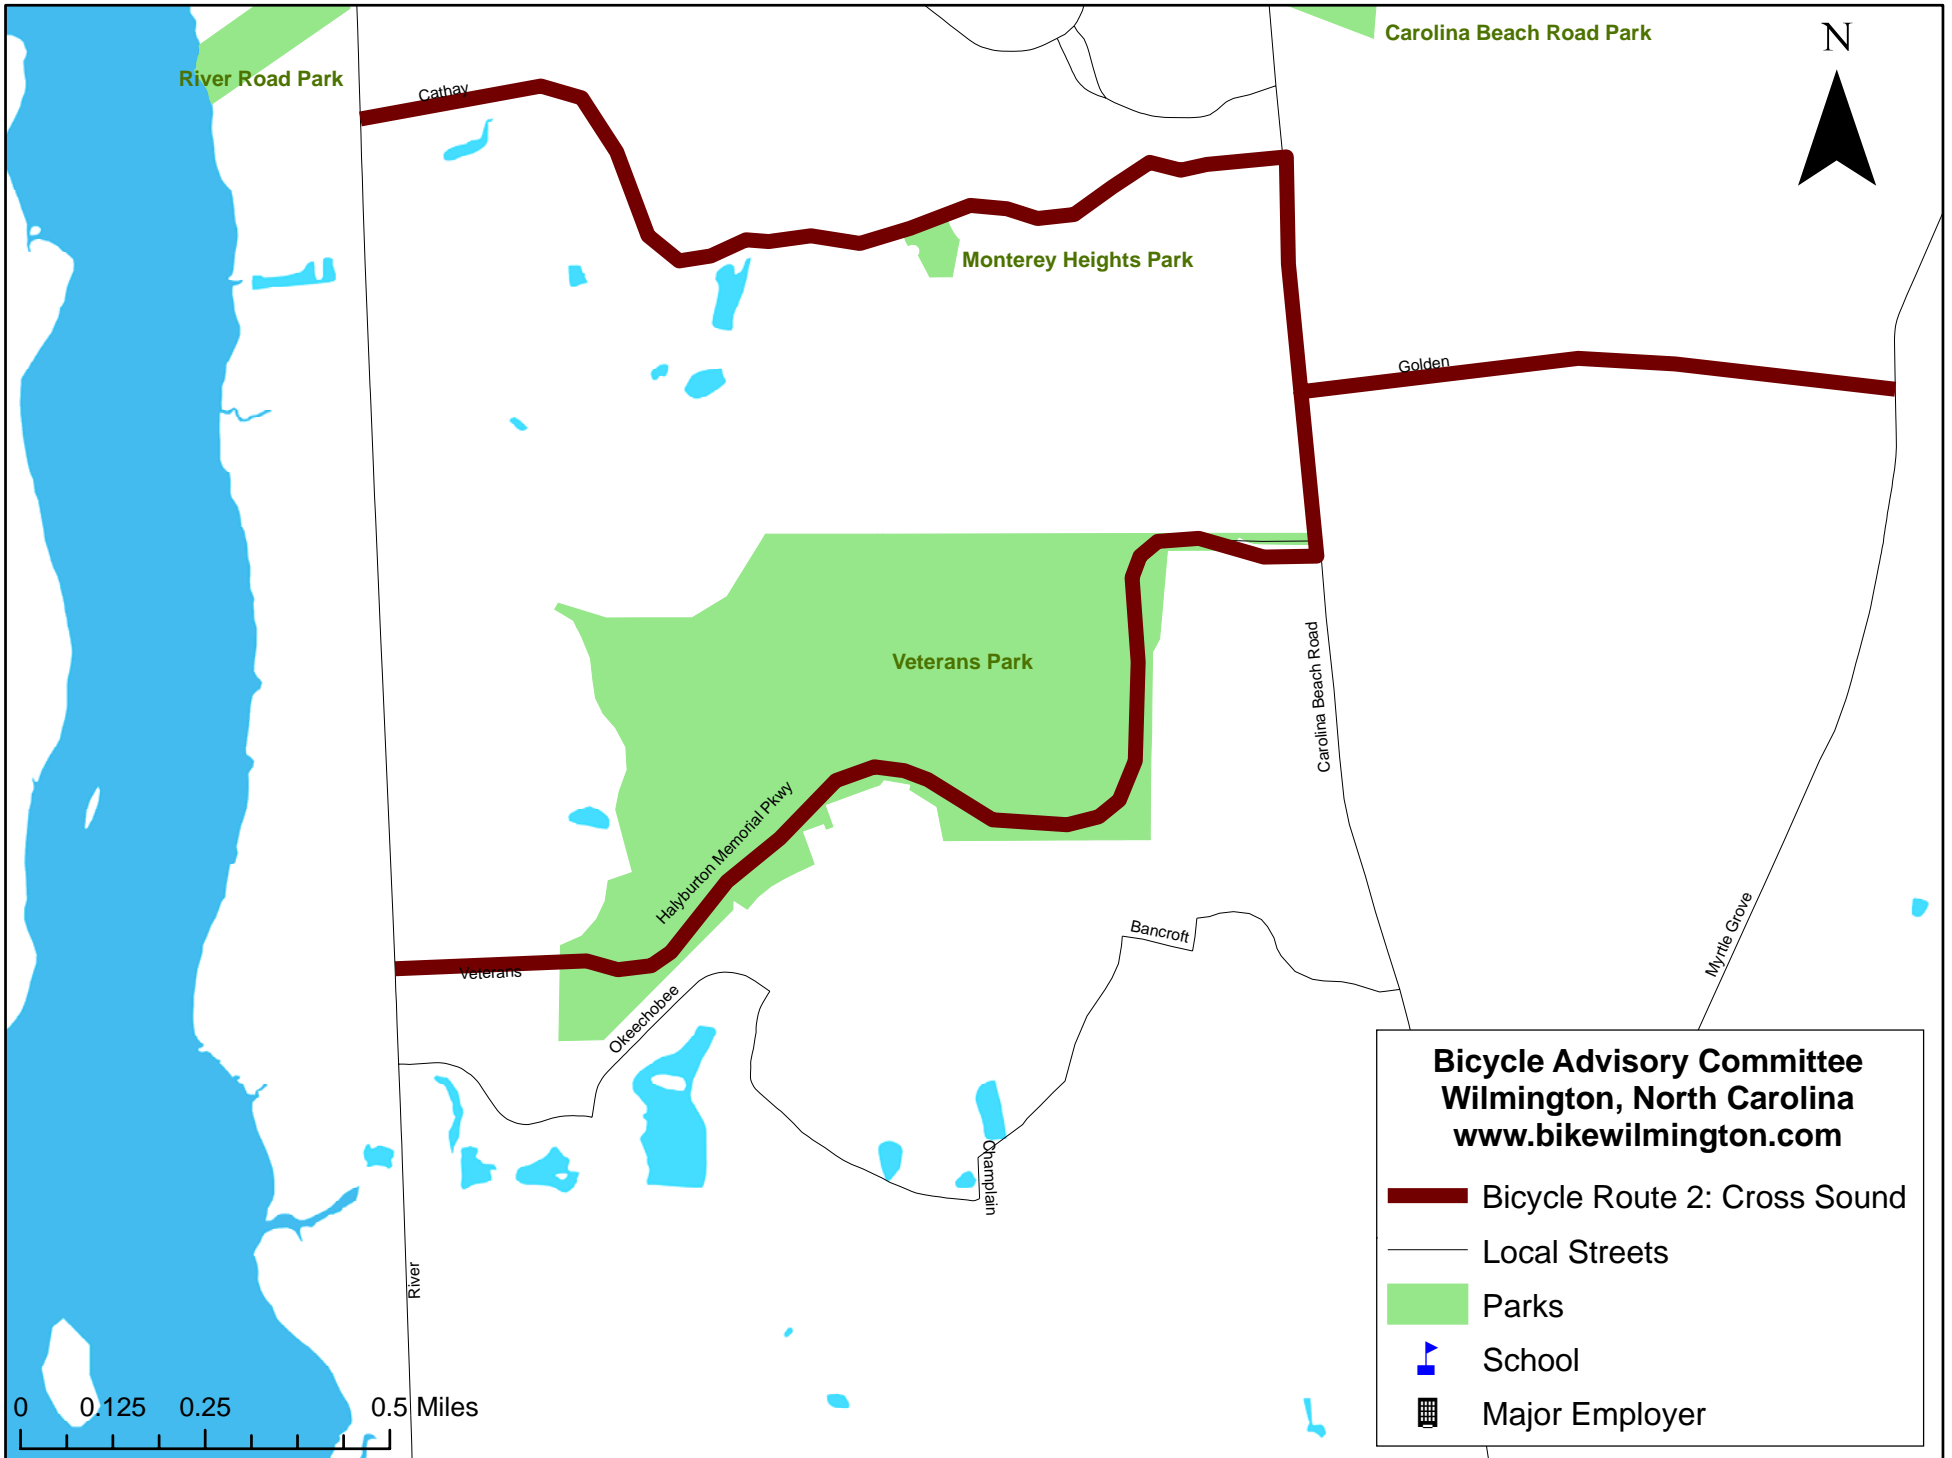 Carolina Beach Road Park
N
River Road Park
Cathay
Monterey Heights Park
Golden
Veterans Park
Carolina Beach Road
Halyburton Memorial Pkwy
Myrtle Grove
Bancroft
Veterans
Okeechobee
Champlain
River
Bicycle Advisory Committee
Wilmington, North Carolina
www.bikewilmington.com
Bicycle Route 2: Cross Sound
Local Streets
Parks
School
Major Employer
0 0.125 0.25 0.5 Miles